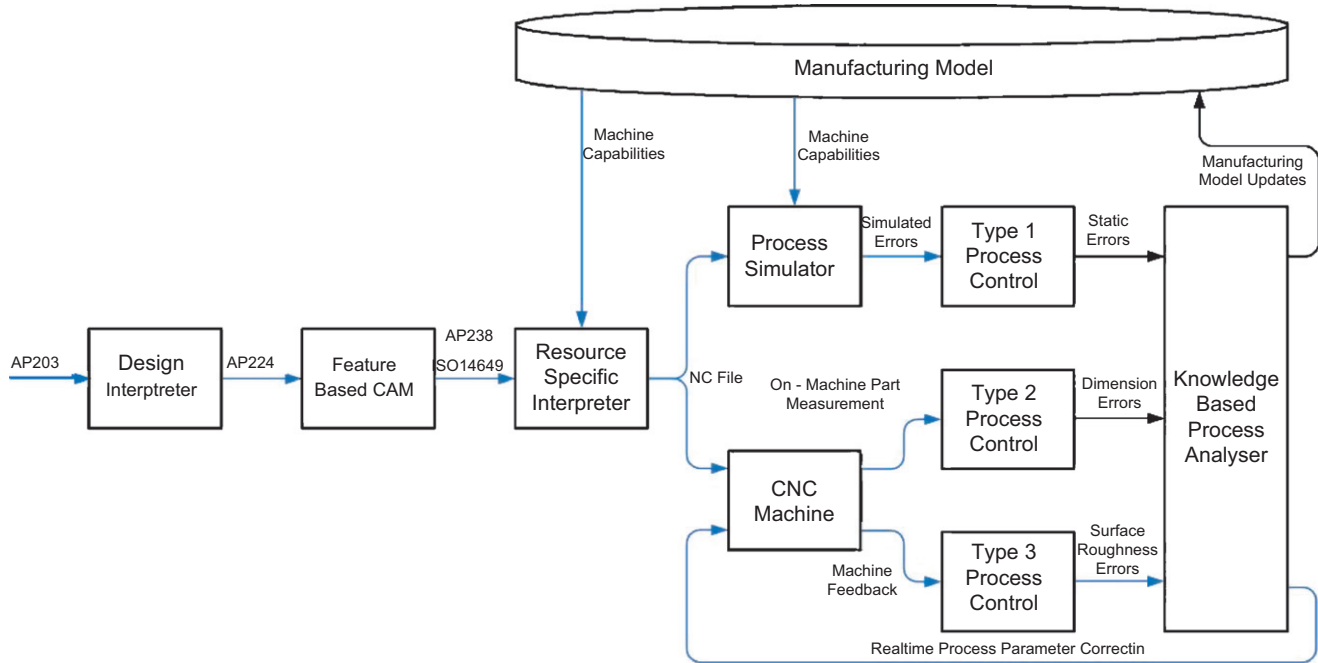 Manufacturing Model
Machine
Capabilities
Machine
Capabilities
Manufacturing
Model Updates
Process
Simulator
Simulated
Errors
Type 1
Process
Control
Static
Errors
AP203
Design
Interptreter
AP224
Feature
Based CAM
AP238
ISO14649
Resource
Specific
Interpreter
NC File
On - Machine Part
Measurement
Type 2
Process
Control
Dimension
Errors
Knowledge
Based
Process
Analyser
CNC
Machine
Machine
Feedback
Type 3
Process
Control
Surface
Roughness
Errors
Realtime Process Parameter Correctin